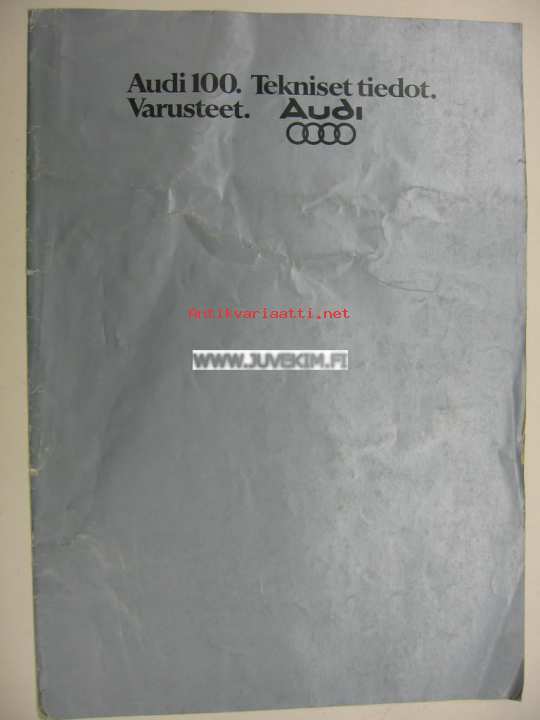 Audi 100. Tekniset tiedot.
Varusteet. Audi
Antikvariaatti.net
WWW.JUVEKIM.FI